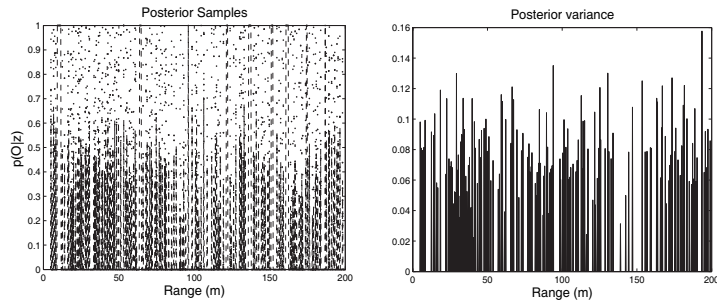 Posterior Samples
1
0.9
0.8
0.7
0.6
0.5
0.4
0.3
0.2
0.1
0
p(O|z)
0 50 100 150 200
Range (m)
Posterior variance
0.16
0.14
0.12
0.1
0.08
0.06
0.04
0.02
0
0 50 100 150 200
Range (m)